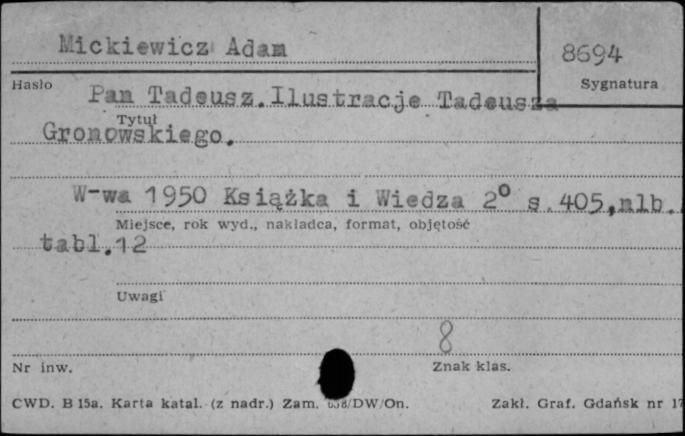 Mickiewicz Adam
8694
Hasło
Sygnatura
Pan Tadeusz. Ilustracje Tadeusza
Tytuł
Gronowskiego.
W-wa 1950 Książka i Wiedza 2° s. 405, nlb.
Miejsce, rok wyd., nakładca, format, objętość
tabl. 12
Uwagi
8
Nr inw.
Znak klas.
CWD. B 15a. Karta katal. (z nadr.) Zam. /DW/On.
Zakł. Graf. Gdańsk nr